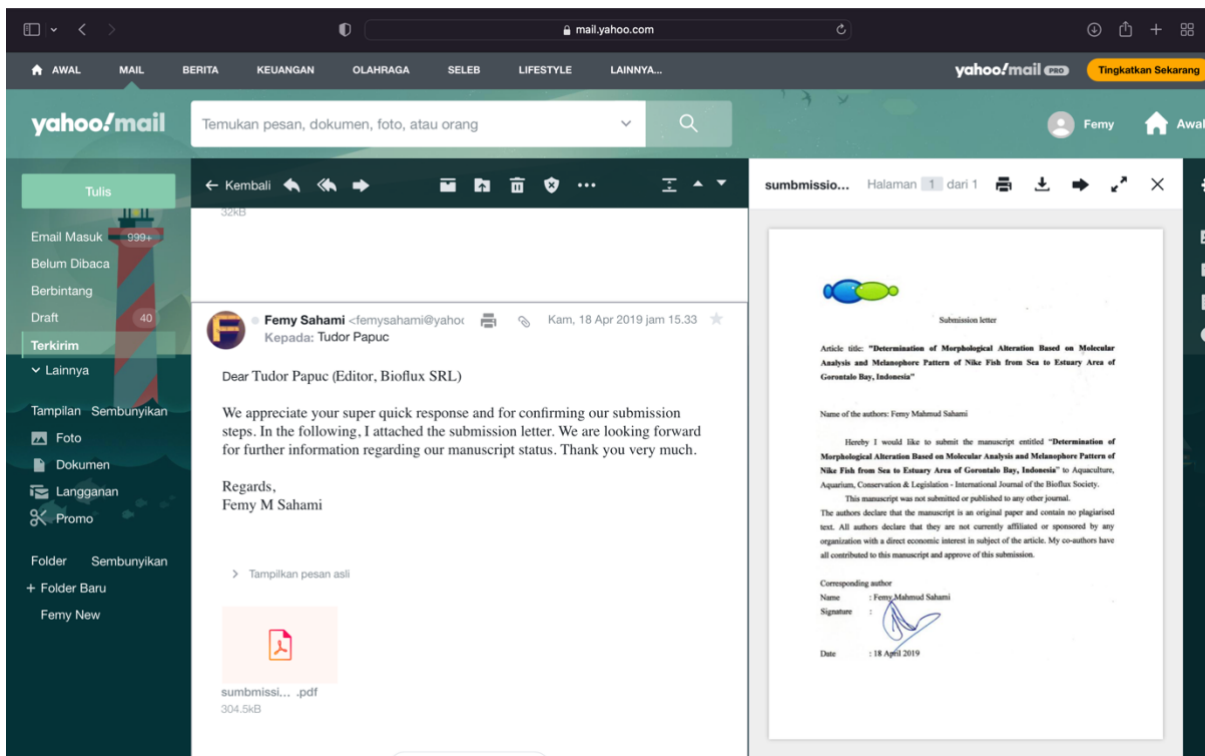 mail.yahoo.com
AWAL MAIL BERITA KEUANGAN OLAHRAGA SELEB LIFESTYLE LAINNYA... yahoo!mail PRO Tingkatkan Sekarang
yahoo!mail Temukan pesan, dokumen, foto, atau orang Femy Awal
Tulis
Email Masuk 999+
Belum Dibaca
Berbintang
Draft 40
Terkirim
Lainnya
Tampilan Sembunyikan
Foto
Dokumen
Langganan
Promo
Folder Sembunyikan
+ Folder Baru
Femy New
Kembali
32kB
Femy Sahami <femysahami@yahoo Kam, 18 Apr 2019 jam 15.33
Kepada: Tudor Papuc
Dear Tudor Papuc (Editor, Bioflux SRL)
We appreciate your super quick response and for confirming our submission
steps. In the following, I attached the submission letter. We are looking forward
for further information regarding our manuscript status. Thank you very much.
Regards,
Femy M Sahami
Tampilkan pesan asli
sumbmissi... .pdf
304.5kB
sumbmissio... Halaman 1 dari 1
Submission letter
Article title: "Determination of Morphological Alteration Based on Molecular
Analysis and Melanophore Pattern of Nike Fish from Sea to Estuary Area of
Gorontalo Bay, Indonesia"
Name of the authors: Femy Mahmud Sahami
Hereby I would like to submit the manuscript entitled "Determination of
Morphological Alteration Based on Molecular Analysis and Melanophore Pattern of
Nike Fish from Sea to Estuary Area of Gorontalo Bay, Indonesia" to Aquaculture,
Aquarium, Conservation & Legislation - International Journal of the Bioflux Society.
This manuscript was not submitted or published to any other journal.
The authors declare that the manuscript is an original paper and contain no plagiarised
text. All authors declare that they are not currently affiliated or sponsored by any
organization with a direct economic interest in subject of the article. My co-authors have
all contributed to this manuscript and approve of this submission.
Corresponding author
Name : Femy Mahmud Sahami
Signature :
Date : 18 April 2019